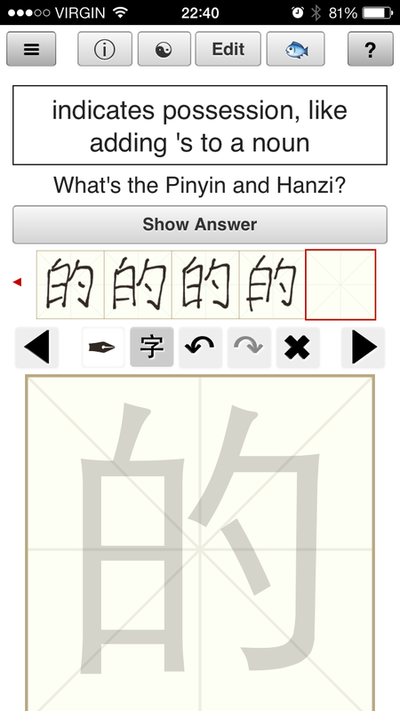 VIRGIN 22:40 81%
Edit ?
indicates possession, like
adding 's to a noun
What's the Pinyin and Hanzi?
Show Answer
的 的 的 的
字
的